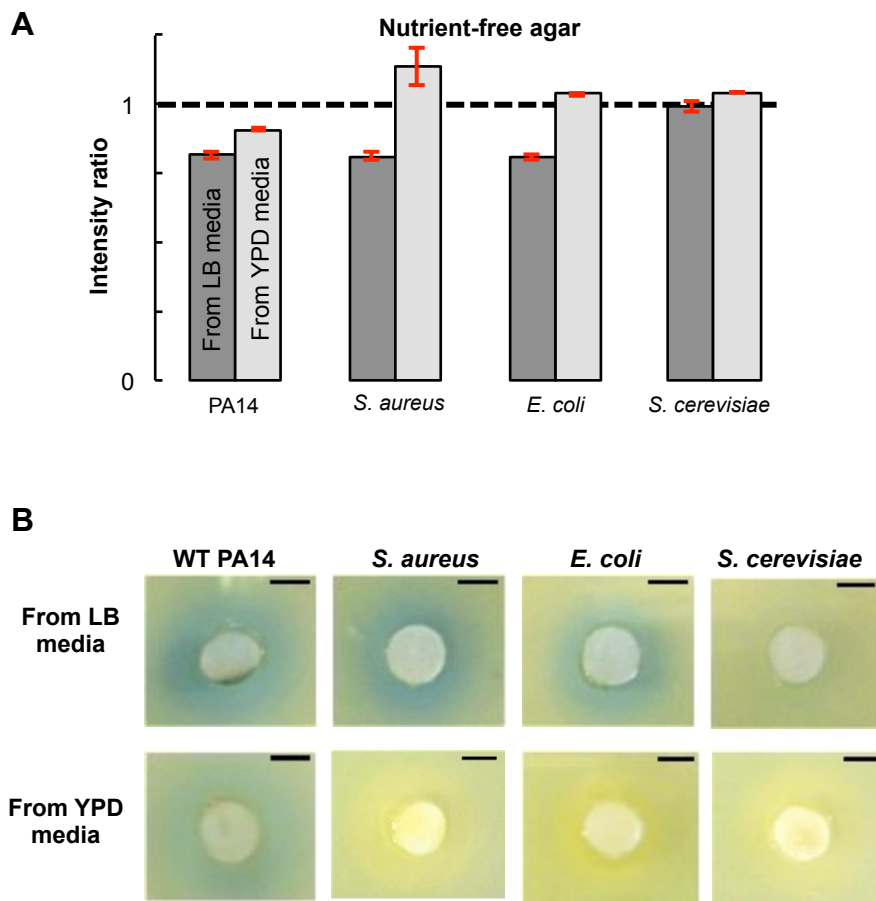 A
Nutrient-free agar
Intensity ratio
1
0
From LB media
From YPD media
PA14
S. aureus
E. coli
S. cerevisiae
B
WT PA14
S. aureus
E. coli
S. cerevisiae
From LB
media
From YPD
media